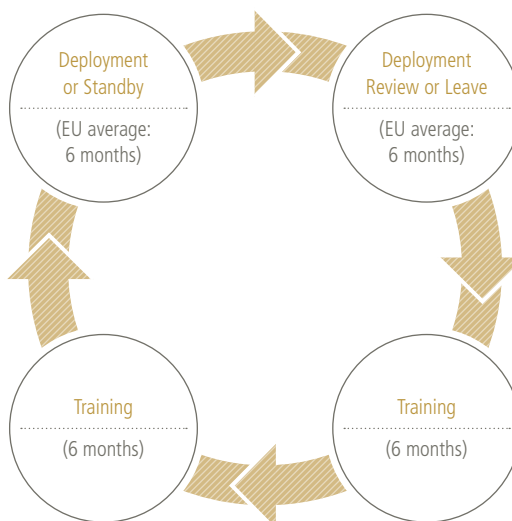 Deployment
or Standby
(EU average:
6 months)
Deployment
Review or Leave
(EU average:
6 months)
Training
(6 months)
Training
(6 months)